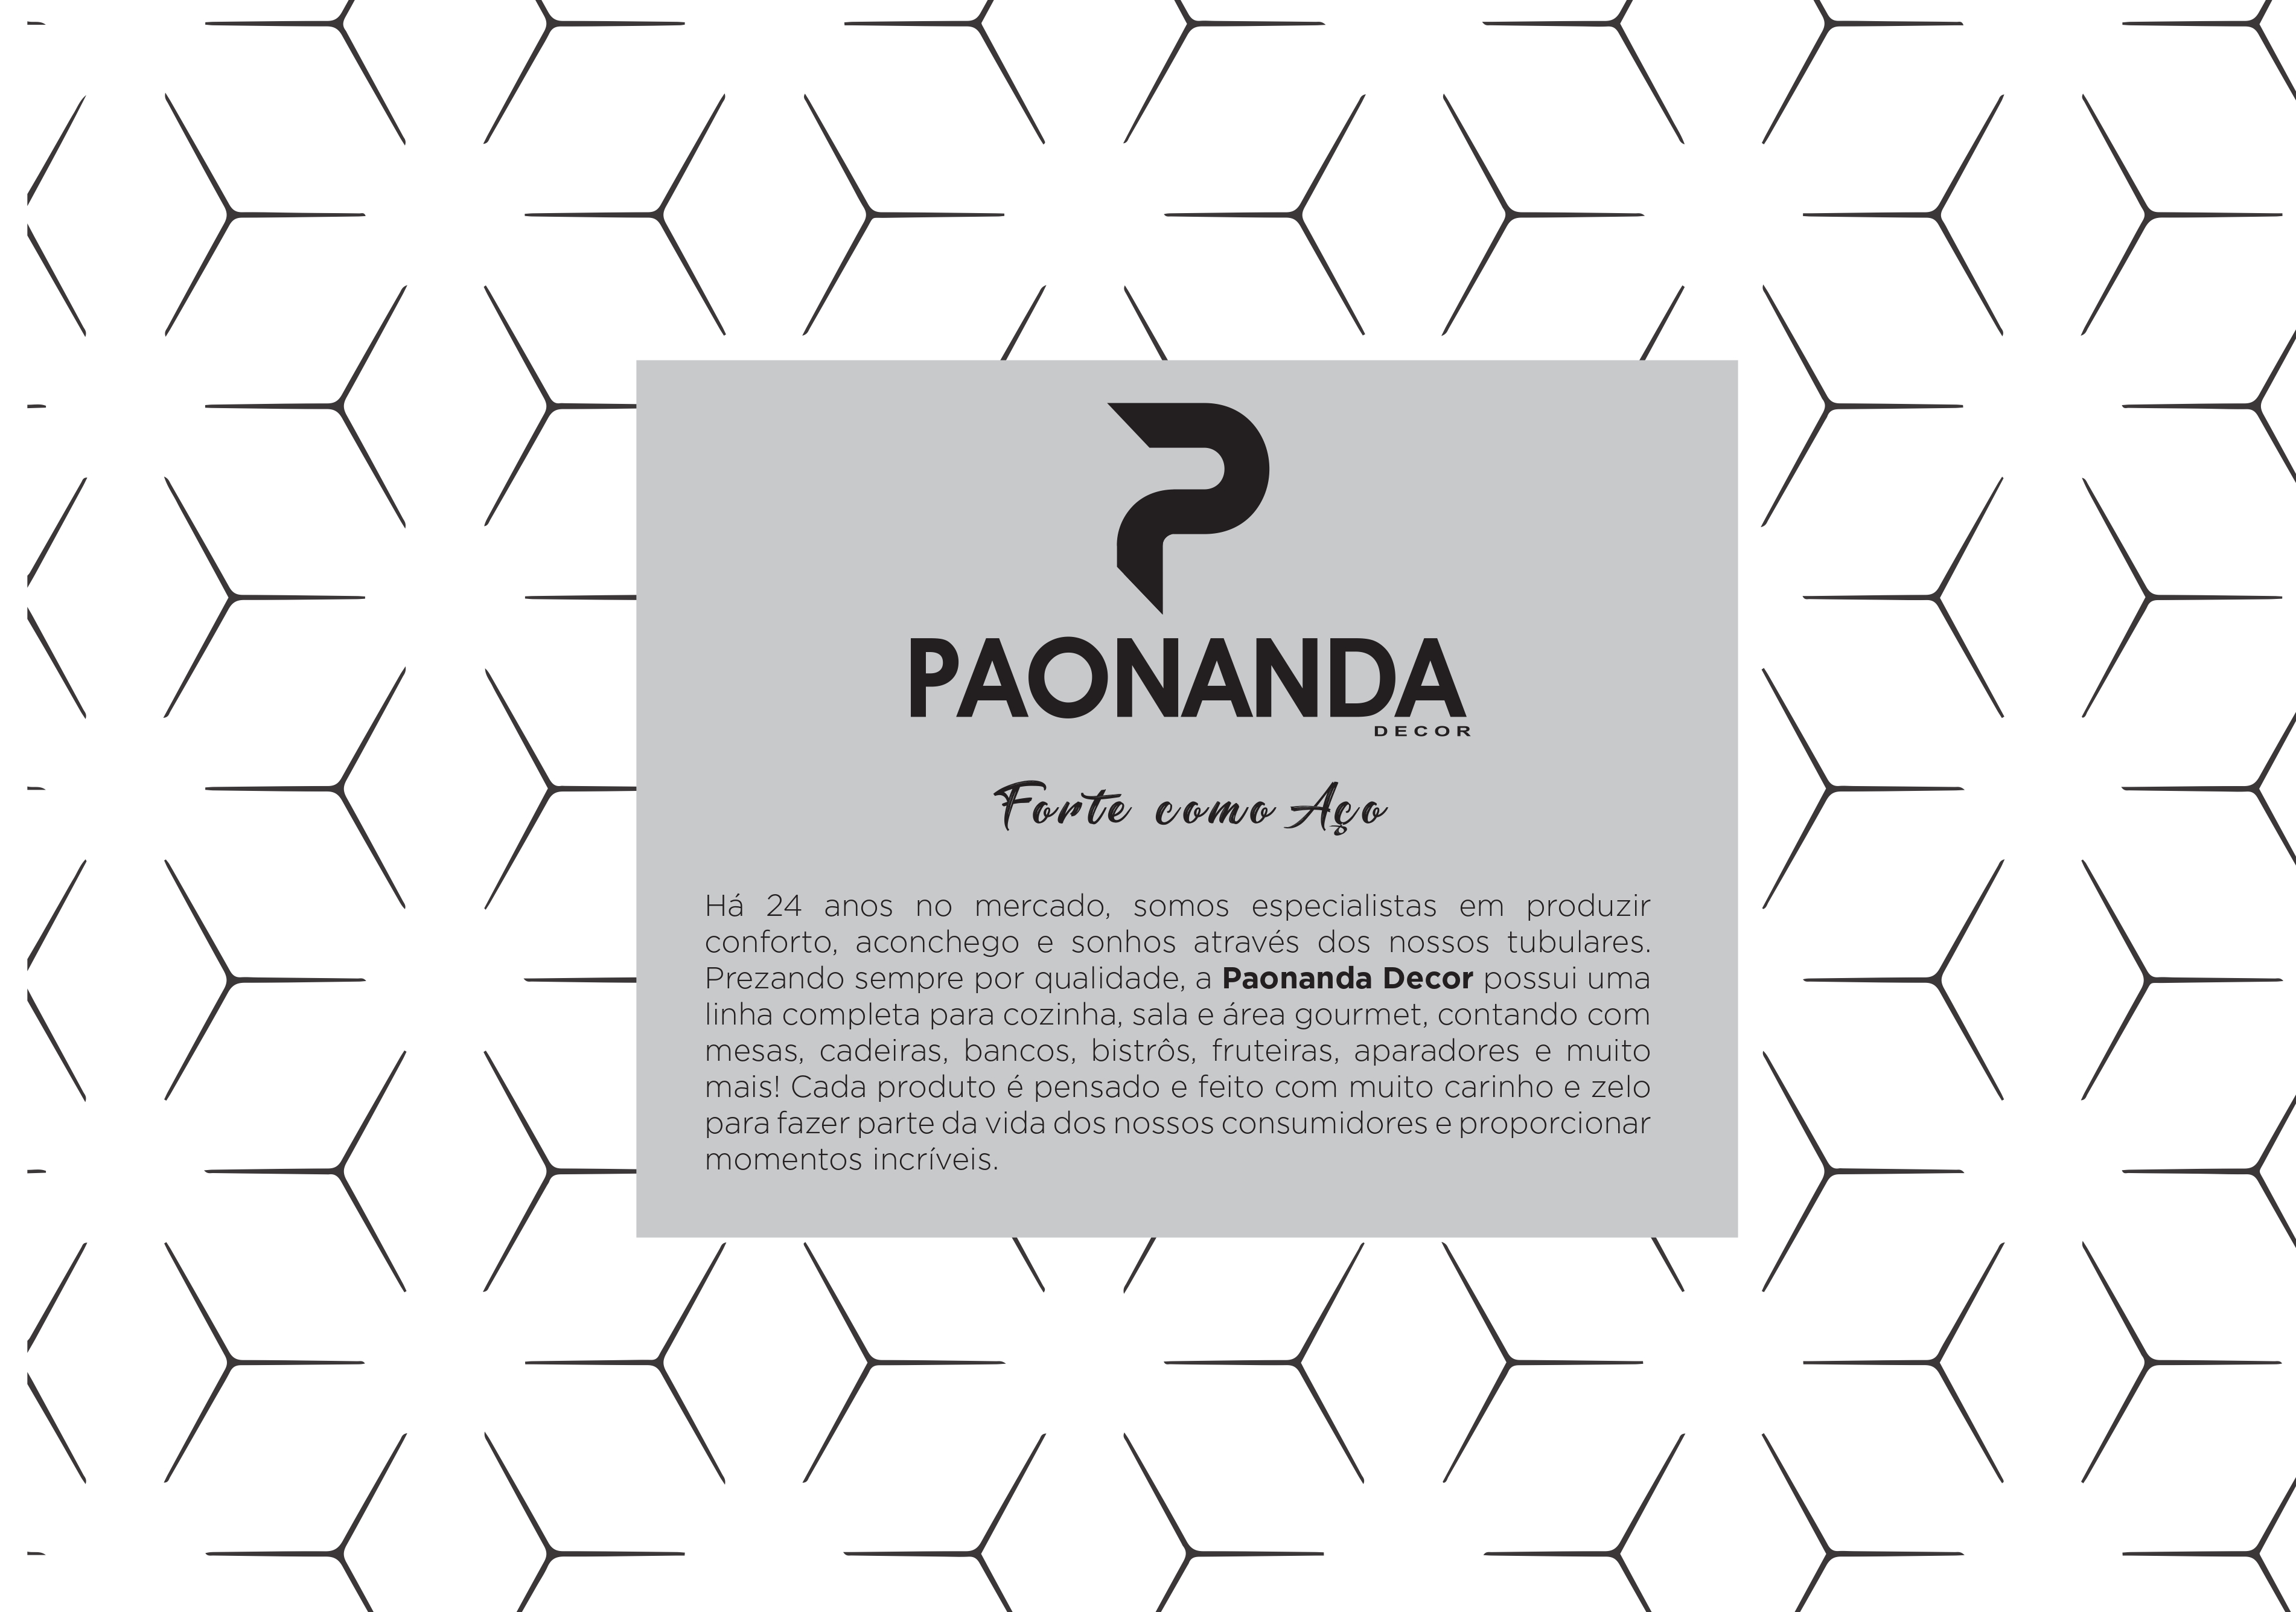 PAONANDA
DECOR
Forte como Aço
Há 24 anos no mercado, somos especialistas em produzir
conforto, aconchego e sonhos através dos nossos tubulares.
Prezando sempre por qualidade, a Paonanda Decor possui uma
linha completa para cozinha, sala e área gourmet, contando com
mesas, cadeiras, bancos, bistrôs, fruteiras, aparadores e muito
mais! Cada produto é pensado e feito com muito carinho e zelo
para fazer parte da vida dos nossos consumidores e proporcionar
momentos incríveis.